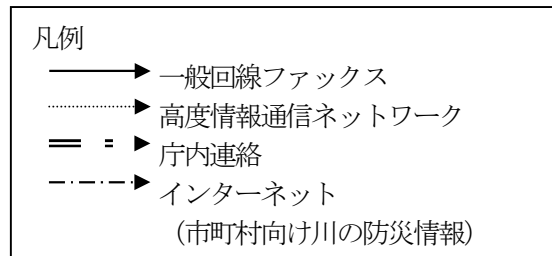 凡例
一般回線ファックス
高度情報通信ネットワーク
庁内連絡
インターネット
（市町村向け川の防災情報）